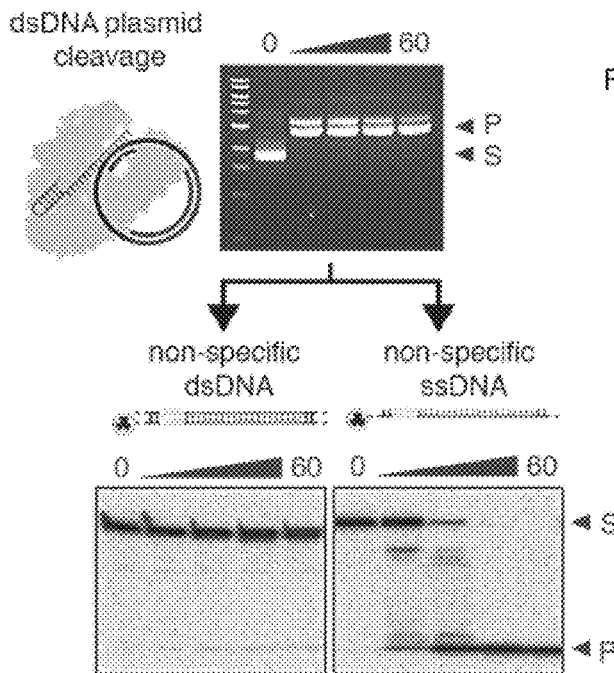 dsDNA plasmid
cleavage
0 60
P
S
non-specific
dsDNA
non-specific
ssDNA
0 60
0 60
S
P